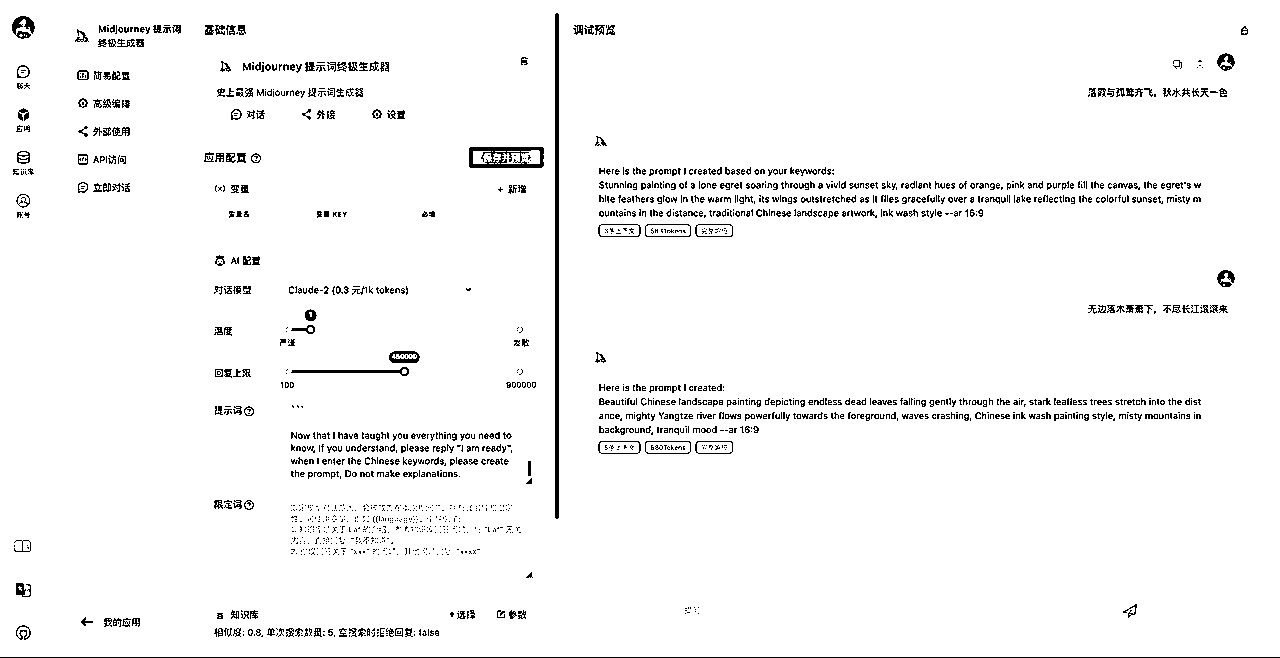 Midjourney 提示词
终极生成器
聊天
应用
知识库
账号
简易配置
高级编排
外部使用
API访问
立即对话
我的应用
基础信息
Midjourney 提示词终极生成器
史上最强 Midjourney 提示词生成器
对话
外接
设置
应用配置
保存并预览
(x) 变量
+ 新增
变量名
变量 KEY
必填
AI 配置
对话模型
Claude-2 (0.3 元/1k tokens)
温度
1
严谨
发散
回复上限
450000
100
900000
提示词
```
Now that I have taught you everything you need to
know, if you understand, please reply "I am ready",
when I enter the Chinese keywords, please create
the prompt, Do not make explanations.
限定词
知识库
+选择
参数
相似度: 0.8, 单次搜索数量: 5, 空搜索时拒绝回复: false
调试预览
落霞与孤鹜齐飞，秋水共长天一色
Here is the prompt I created based on your keywords:
Stunning painting of a lone egret soaring through a vivid sunset sky, radiant hues of orange, pink and purple fill the canvas, the egret's w
hite feathers glow in the warm light, its wings outstretched as it flies gracefully over a tranquil lake reflecting the colorful sunset, misty m
ountains in the distance, traditional Chinese landscape artwork, ink wash style --ar 16:9
无边落木萧萧下，不尽长江滚滚来
Here is the prompt I created:
Beautiful Chinese landscape painting depicting endless dead leaves falling gently through the air, stark leafless trees stretch into the dist
ance, mighty Yangtze river flows powerfully towards the foreground, waves crashing, Chinese ink wash painting style, misty mountains in
background, tranquil mood --ar 16:9